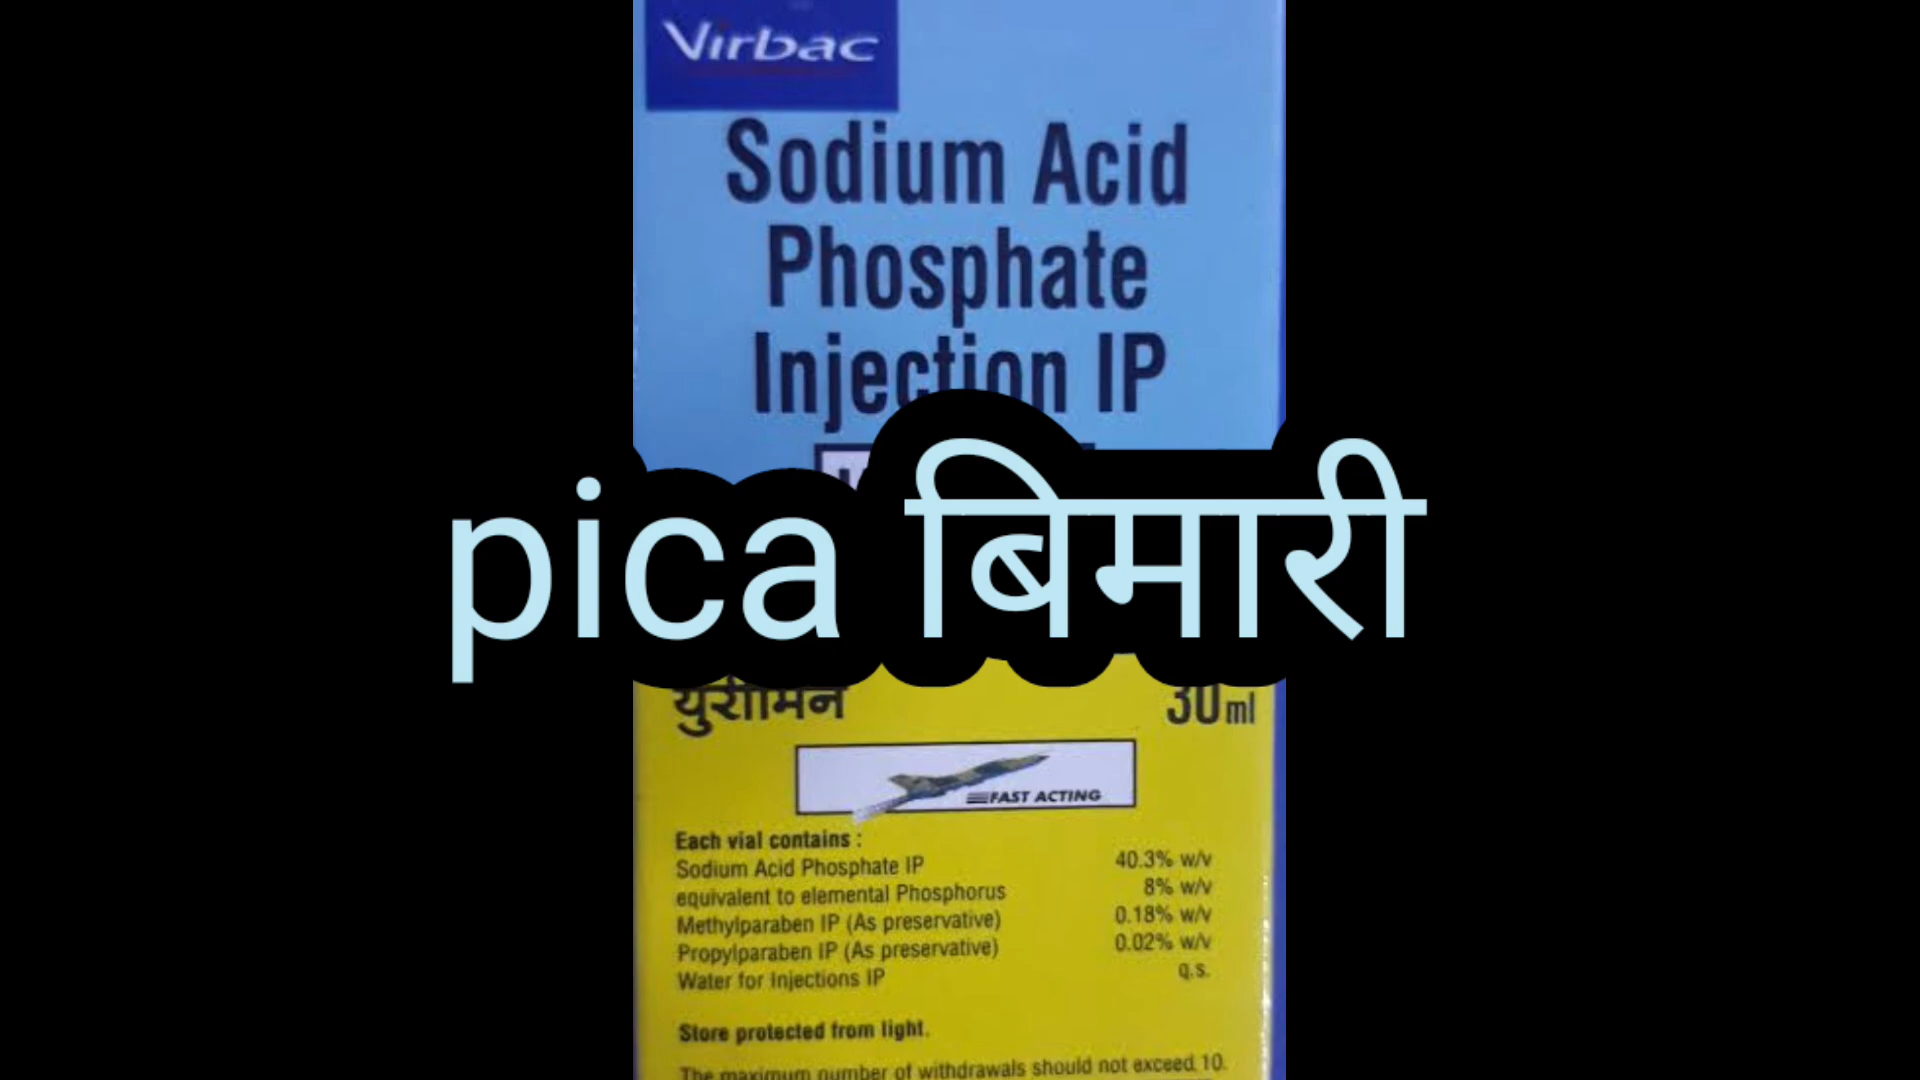 Virbac
Sodium Acid
Phosphate
Injection IP
pica बिमारी
30 ml
FAST ACTING
Each vial contains :
Sodium Acid Phosphate IP 40.3% w/v
equivalent to elemental Phosphorus 8% w/v
Methylparaben IP (As preservative) 0.18% w/v
Propylparaben IP (As preservative) 0.02% w/v
Water for Injections IP q.s.
Store protected from light.
The maximum number of withdrawals should not exceed 10.